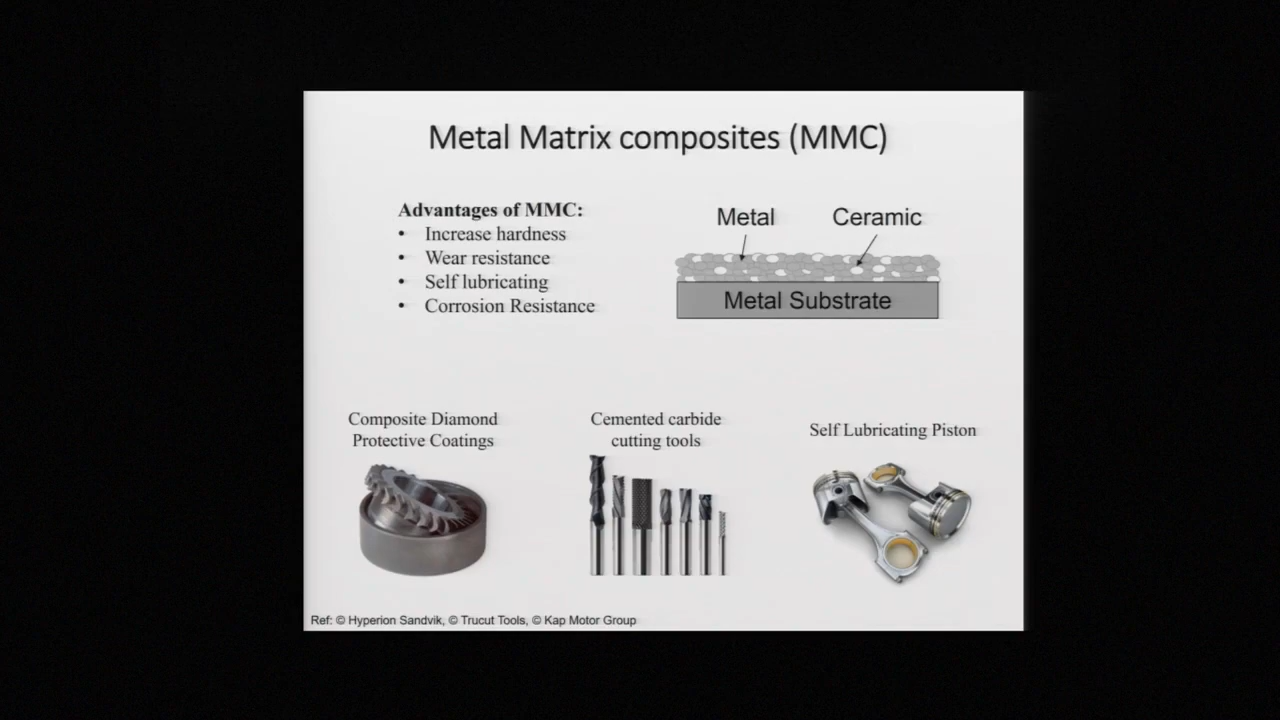 Metal Matrix composites (MMC)
Advantages of MMC:
• Increase hardness
• Wear resistance
• Self lubricating
• Corrosion Resistance
Metal
Ceramic
Metal Substrate
Composite Diamond
Protective Coatings
Cemented carbide
cutting tools
Self Lubricating Piston
Ref: © Hyperion Sandvik, © Trucut Tools, © Kap Motor Group